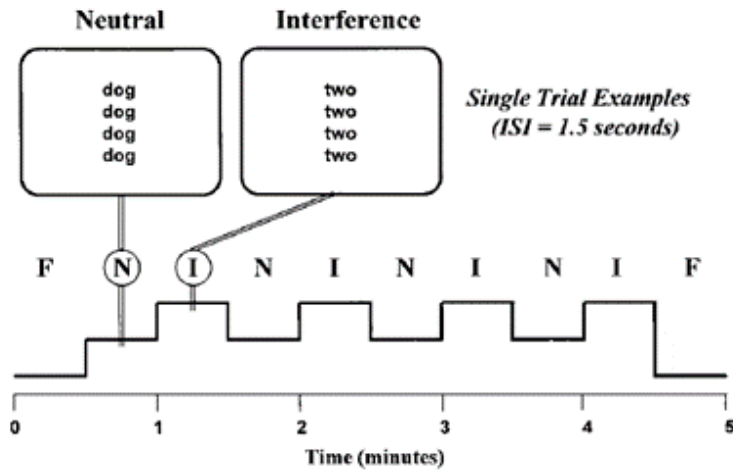 Neutral
Interference
dog
dog
dog
dog
two
two
two
two
Single Trial Examples
(ISI = 1.5 seconds)
F N I N I N I N I F
0 1 2 3 4 5
Time (minutes)